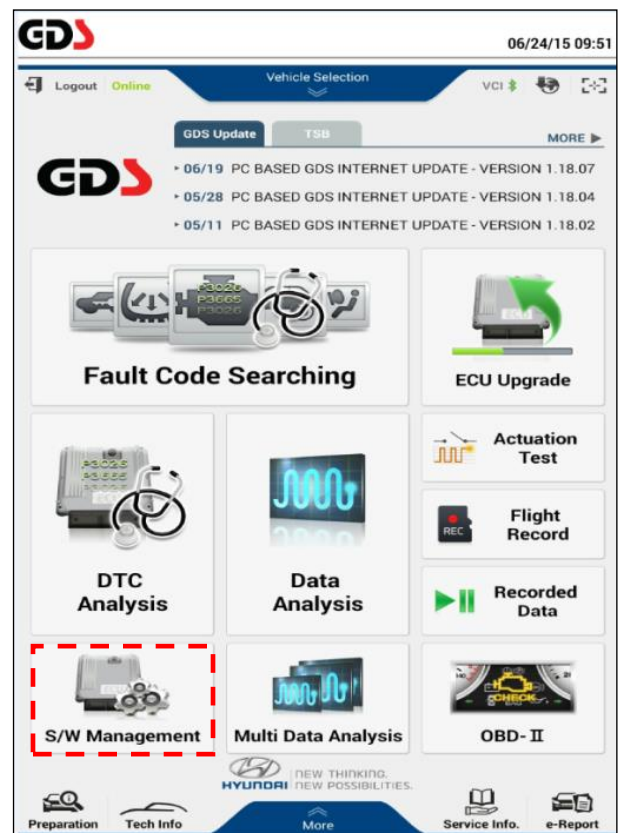 GDS
06/24/15 09:51
Logout Online
Vehicle Selection
VCI
GDS Update
TSB
MORE
GDS
06/19 PC BASED GDS INTERNET UPDATE - VERSION 1.18.07
05/28 PC BASED GDS INTERNET UPDATE - VERSION 1.18.04
05/11 PC BASED GDS INTERNET UPDATE - VERSION 1.18.02
P3026
P3665
P3026
Fault Code Searching
ECU
ECU Upgrade
P3026
ECU
DTC
Analysis
Data
Analysis
Actuation
Test
REC
Flight
Record
Recorded
Data
S/W Management
Multi Data Analysis
CHECK
OBD-II
HYUNDAI
NEW THINKING.
NEW POSSIBILITIES.
Preparation
Tech Info
More
Service Info.
e-Report